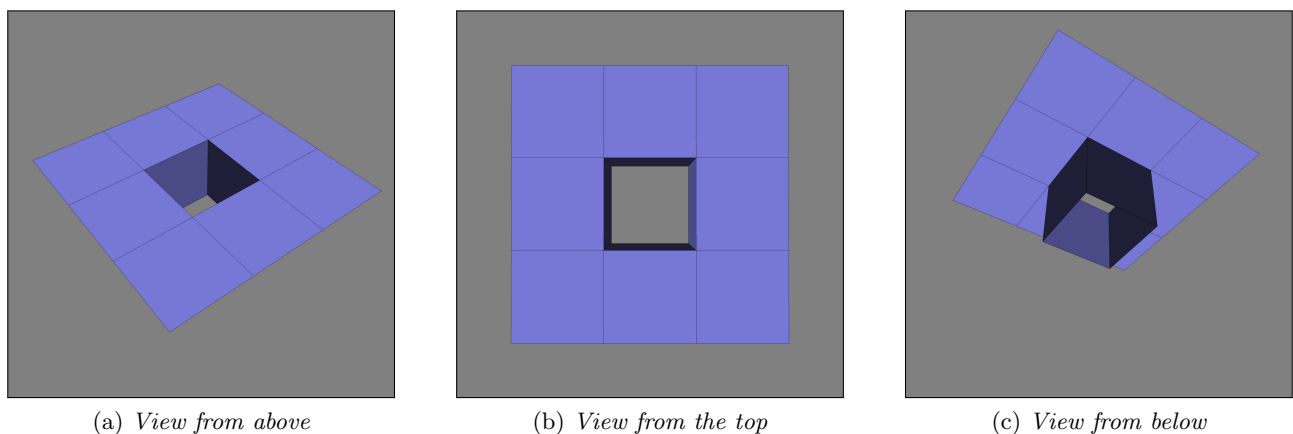 (a) View from above
(b) View from the top
(c) View from below